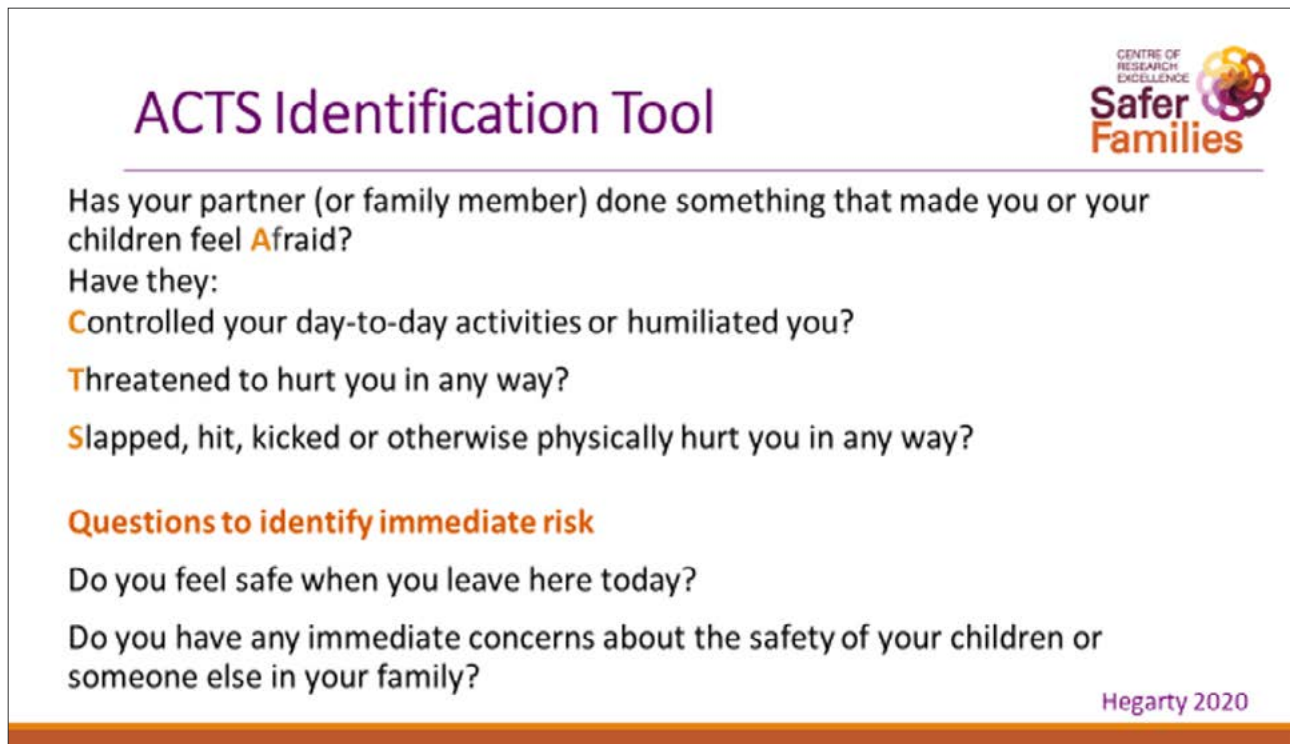 CENTRE OF
RESEARCH
EXCELLENCE
Safer
Families
ACTS Identification Tool
Has your partner (or family member) done something that made you or your
children feel Afraid?
Have they:
Controlled your day-to-day activities or humiliated you?
Threatened to hurt you in any way?
Slapped, hit, kicked or otherwise physically hurt you in any way?
Questions to identify immediate risk
Do you feel safe when you leave here today?
Do you have any immediate concerns about the safety of your children or
someone else in your family?
Hegarty 2020